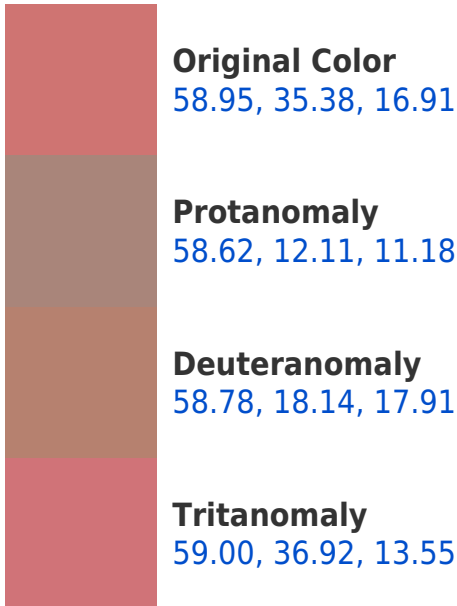 Original Color
58.95, 35.38, 16.91
Protanomaly
58.62, 12.11, 11.18
Deuteranomaly
58.78, 18.14, 17.91
Tritanomaly
59.00, 36.92, 13.55